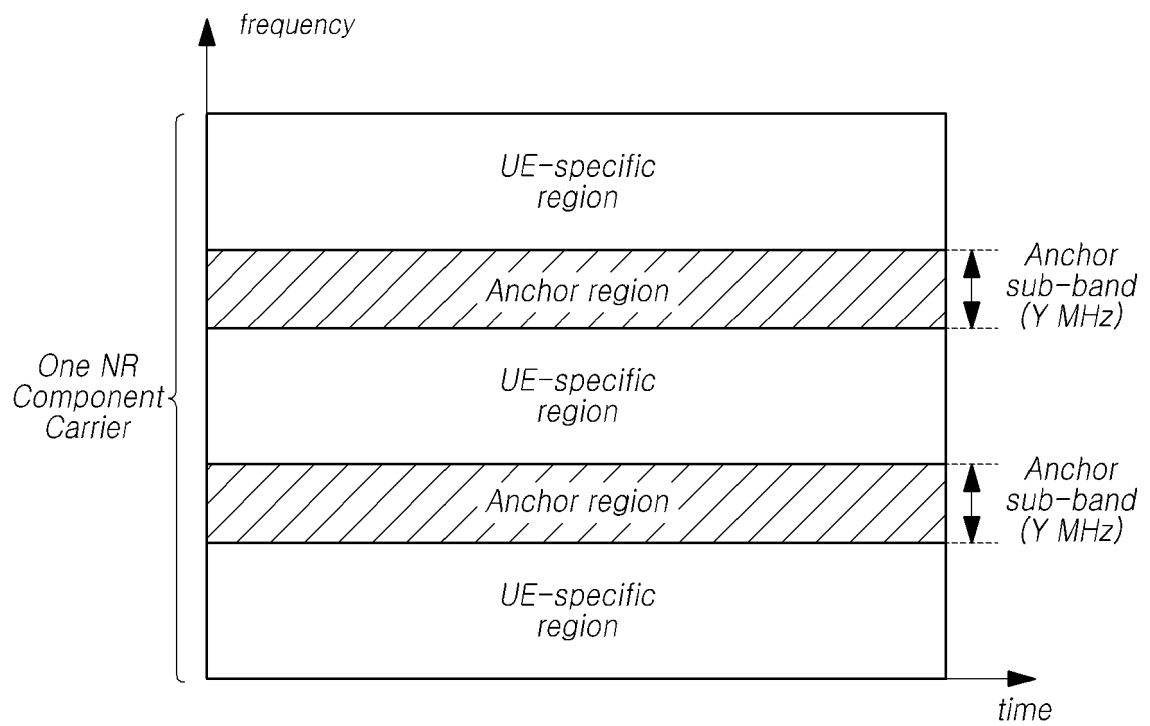 frequency
UE-specific
region
Anchor region
Anchor
sub-band
(Y MHz)
One NR
Component
Carrier
UE-specific
region
Anchor region
Anchor
sub-band
(Y MHz)
UE-specific
region
time